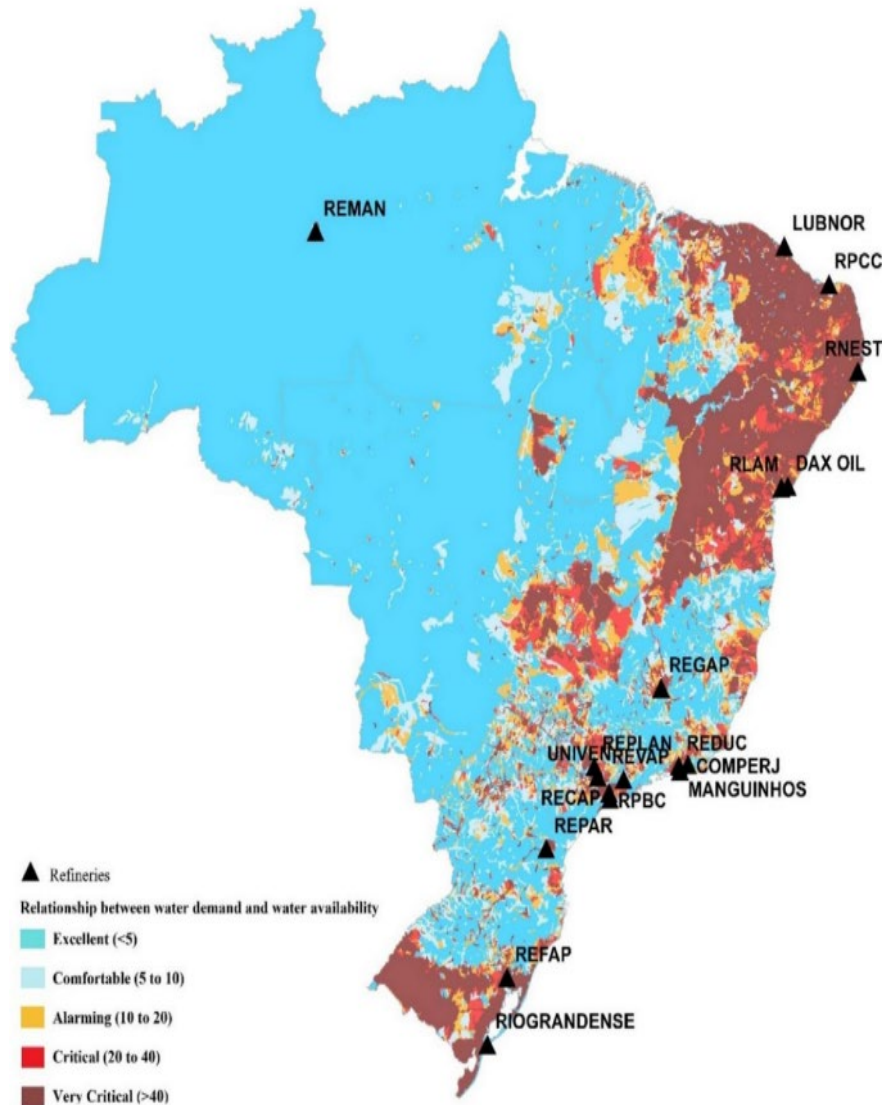 REMAN
LUBNOR
RPCC
RNEST
RLAM DAX OIL
REGAP
UNIVEN REPLAN REDUC
REVAP COMPERJ
MANGUINHOS
RECAP RPBC
REPAR
REFAP
RIOGRANDENSE
Refineries
Relationship between water demand and water availability
Excellent (<5)
Comfortable (5 to 10)
Alarming (10 to 20)
Critical (20 to 40)
Very Critical (>40)